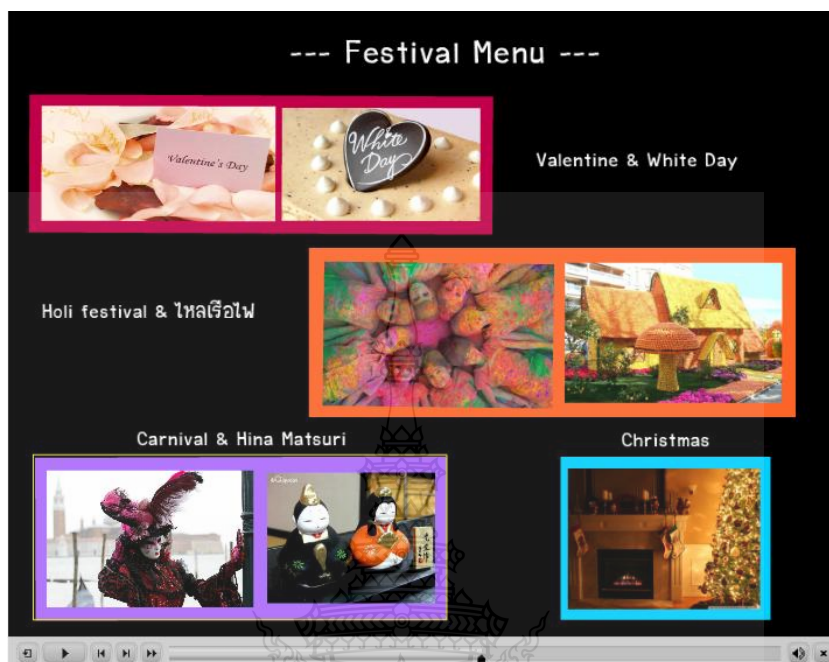 --- Festival Menu ---
Valentine's Day
White
Day
Valentine & White Day
Holi festival & ไหลเรือไฟ
Carnival & Hina Matsuri
Christmas